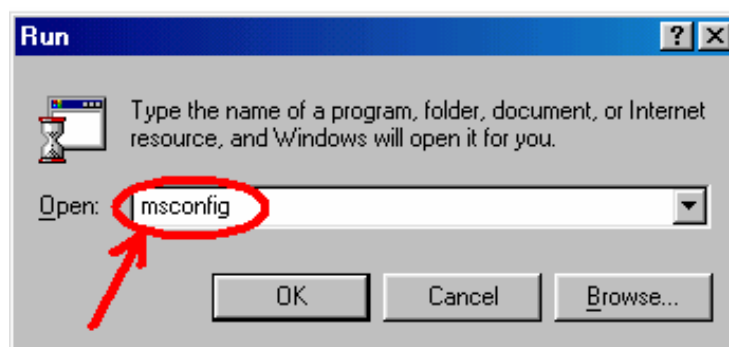 Run
Type the name of a program, folder, document, or Internet
resource, and Windows will open it for you.
Open: msconfig
OK Cancel Browse...